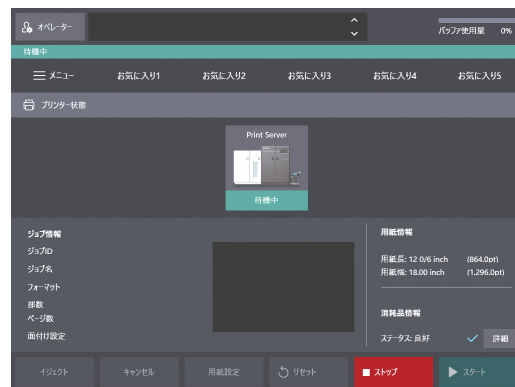 オペレーター
バッファ使用量 0%
待機中
メニュー お気に入り1 お気に入り2 お気に入り3 お気に入り4 お気に入り5
プリンター状態
Print Server
待機中
ジョブ情報
ジョブID
ジョブ名
フォーマット
部数
ページ数
面付け設定
用紙情報
用紙長: 12 0/6 inch (864.0pt)
用紙幅: 18.00 inch (1,296.0pt)
消耗品情報
ステータス: 良好 詳細
イジェクト キャンセル 用紙設定 リセット ストップ スタート